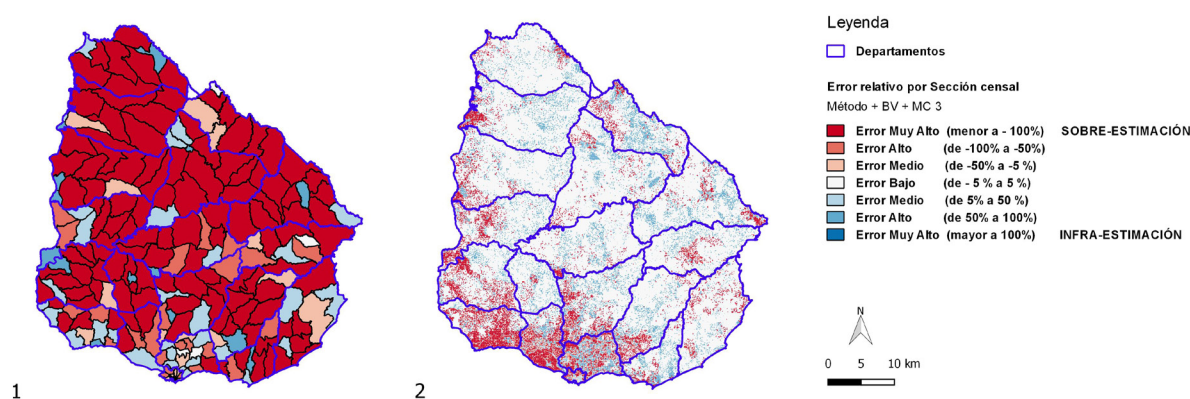 Leyenda
Departamentos
Error relativo por Sección censal
Método + BV + MC 3
Error Muy Alto (menor a - 100%) SOBRE-ESTIMACIÓN
Error Alto (de -100% a -50%)
Error Medio (de -50% a -5 %)
Error Bajo (de - 5 % a 5 %)
Error Medio (de 5% a 50 %)
Error Alto (de 50% a 100%)
Error Muy Alto (mayor a 100%) INFRA-ESTIMACIÓN
N
0 5 10 km
1 2